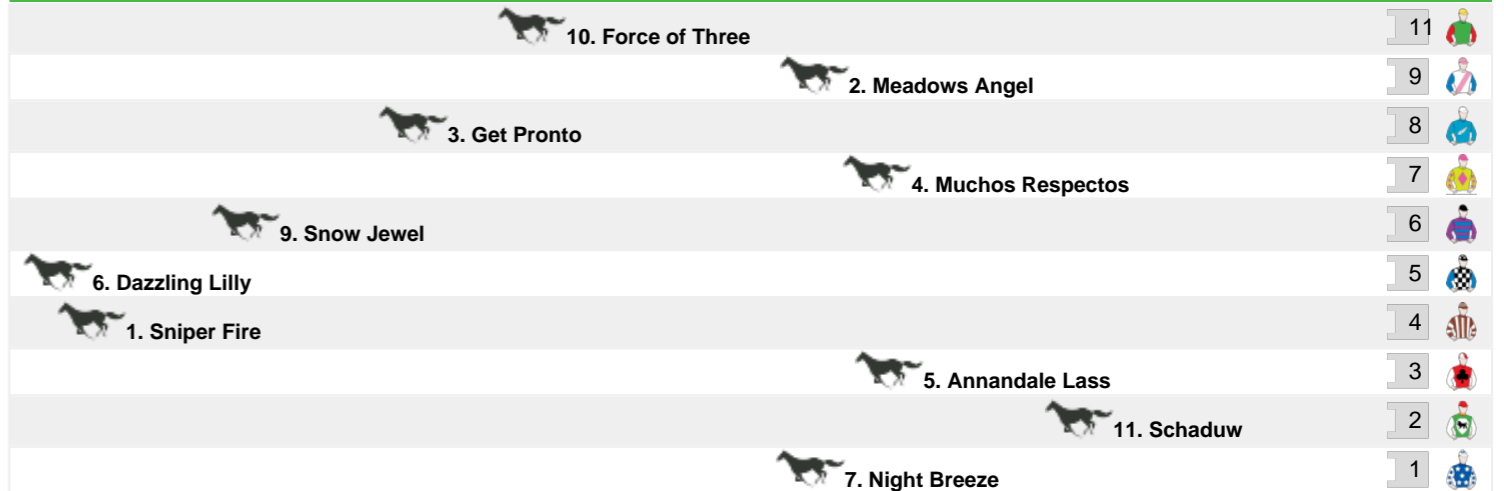 10. Force of Three 11
2. Meadows Angel 9
3. Get Pronto 8
4. Muchos Respectos 7
9. Snow Jewel 6
6. Dazzling Lilly 5
1. Sniper Fire 4
5. Annandale Lass 3
11. Schaduw 2
7. Night Breeze 1